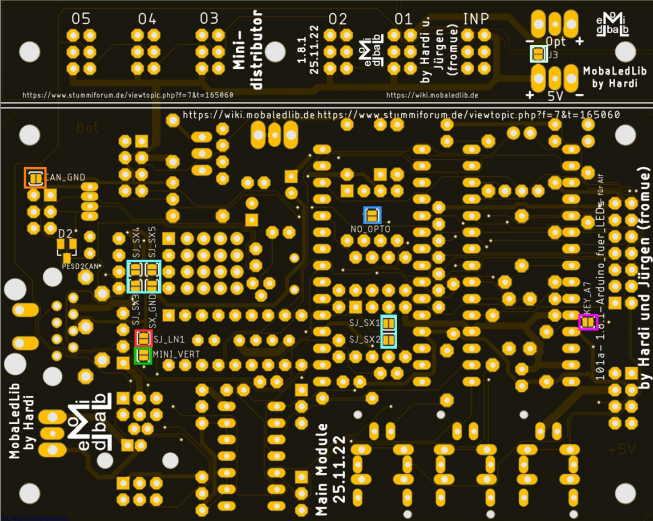 05 04 03 02 01 INP
Mini-
distributor
1.8.1
25.11.22
by Hardi u.
Jürgen
(fromue)
- Opt +
J3
+ 5V -
MobaLedLib
by Hardi
https://www.stummiforum.de/viewtopic.php?f=7&t=165060
https://wiki.mobaledlib.de
https://wiki.mobaledlib.de https://www.stummiforum.de/viewtopic.php?f=7&t=165060
Bot
CAN_GND
D2
PESD2CAN
SJ_SX4
SJ_SX5
SJ_SX3
SX_GND
SJ_LN1
MINI_VERT
NO_OPTO
SJ_SX1
SJ_SX2
KEY_A7
101a- 1.8.1-Arduino_fuer_LEDs- für Alf
by Hardi und Jürgen (fromue)
MobaLedLib
by Hardi
Main Module
25.11.22
+5V